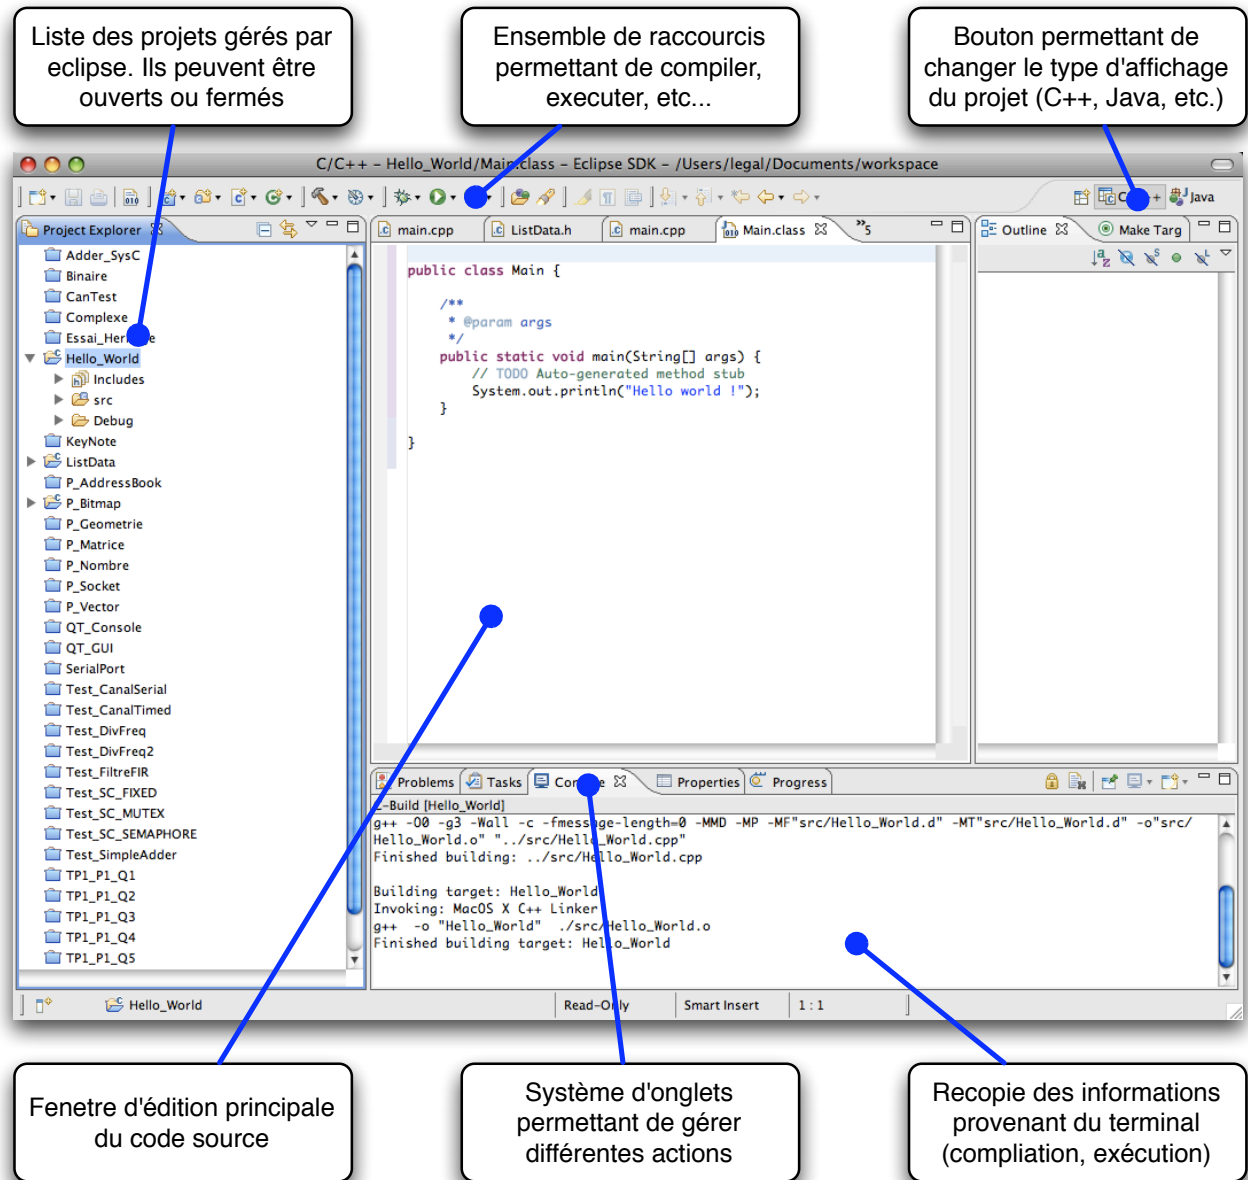 Liste des projets gérés par
eclipse. Ils peuvent être
ouverts ou fermés
Ensemble de raccourcis
permettant de compiler,
executer, etc...
Bouton permettant de
changer le type d'affichage
du projet (C++, Java, etc.)
C/C++ - Hello_World/Main.class - Eclipse SDK - /Users/legal/Documents/workspace
Java
Project Explorer
main.cpp
ListData.h
main.cpp
Main.class
»5
Outline
Make Targ
Adder_SysC
Binaire
CanTest
Complexe
Hello_World
Includes
src
Debug
KeyNote
ListData
P_AddressBook
P_Bitmap
P_Geometrie
P_Matrice
P_Nombre
P_Socket
P_Vector
QT_Console
QT_GUI
SerialPort
Test_CanalSerial
Test_CanalTimed
Test_DivFreq
Test_DivFreq2
Test_FiltreFIR
Test_SC_FIXED
Test_SC_MUTEX
Test_SC_SEMAPHORE
Test_SimpleAdder
TP1_P1_Q1
TP1_P1_Q2
TP1_P1_Q3
TP1_P1_Q4
TP1_P1_Q5
public class Main {
/**
* @param args
*/
public static void main(String[] args) {
// TODO Auto-generated method stub
System.out.println("Hello world !");
}
}
Problems
Tasks
Properties
Progress
C-Build [Hello_World]
g++ -O0 -g3 -Wall -c -fmessage-length=0 -MMD -MP -MF"src/Hello_World.d" -MT"src/Hello_World.d" -o"src/
Hello_World.o" "../src/Hello_World.cpp"
Finished building: ../src/Hello_World.cpp
Building target: Hello_World
Invoking: MacOS X C++ Linker
g++ -o "Hello_World" ./src/Hello_World.o
Finished building target: Hello_World
Hello_World
Read-Only
Smart Insert
1 : 1
Fenetre d'édition principale
du code source
Système d'onglets
permettant de gérer
différentes actions
Recopie des informations
provenant du terminal
(compliation, exécution)